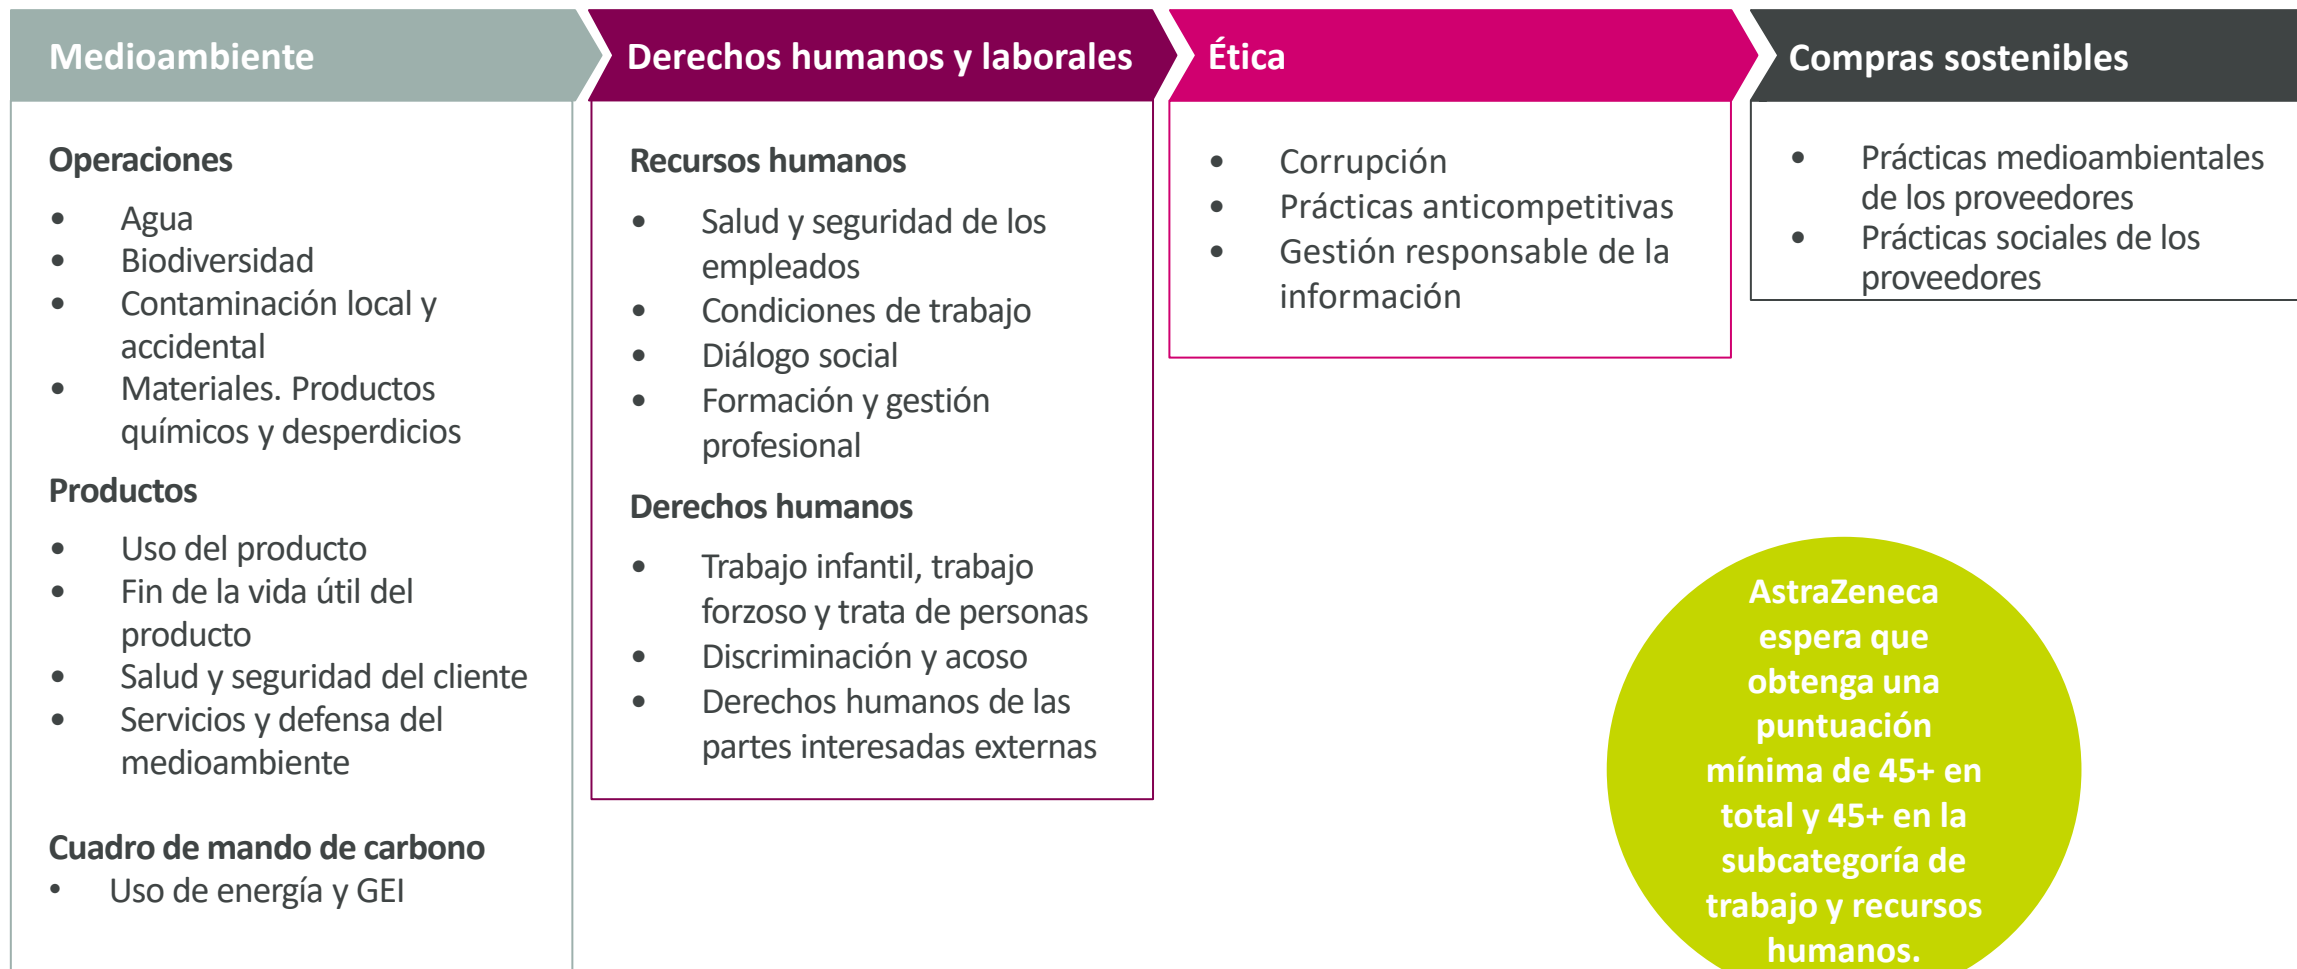 Medioambiente
Operaciones
• Agua
• Biodiversidad
• Contaminación local y
accidental
• Materiales. Productos
químicos y desperdicios
Productos
• Uso del producto
• Fin de la vida útil del
producto
• Salud y seguridad del cliente
• Servicios y defensa del
medioambiente
Cuadro de mando de carbono
• Uso de energía y GEI
Derechos humanos y laborales
Recursos humanos
• Salud y seguridad de los
empleados
• Condiciones de trabajo
• Diálogo social
• Formación y gestión
profesional
Derechos humanos
• Trabajo infantil, trabajo
forzoso y trata de personas
• Discriminación y acoso
• Derechos humanos de las
partes interesadas externas
Ética
• Corrupción
• Prácticas anticompetitivas
• Gestión responsable de la
información
Compras sostenibles
• Prácticas medioambientales
de los proveedores
• Prácticas sociales de los
proveedores
AstraZeneca
espera que
obtenga una
puntuación
mínima de 45+ en
total y 45+ en la
subcategoría de
trabajo y recursos
humanos.